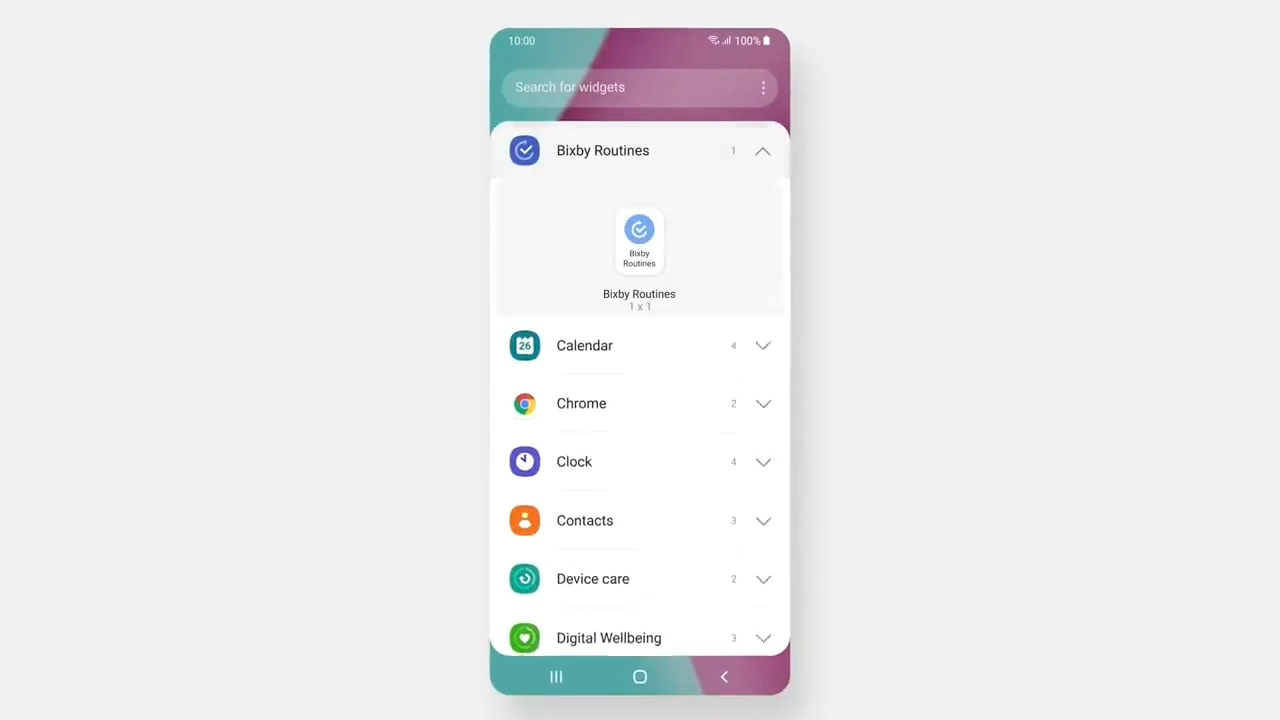 10:00
100%
Search for widgets
Bixby Routines
1
Bixby
Routines
Bixby Routines
1 x 1
26
Calendar
4
Chrome
2
Clock
4
Contacts
3
Device care
2
Digital Wellbeing
3